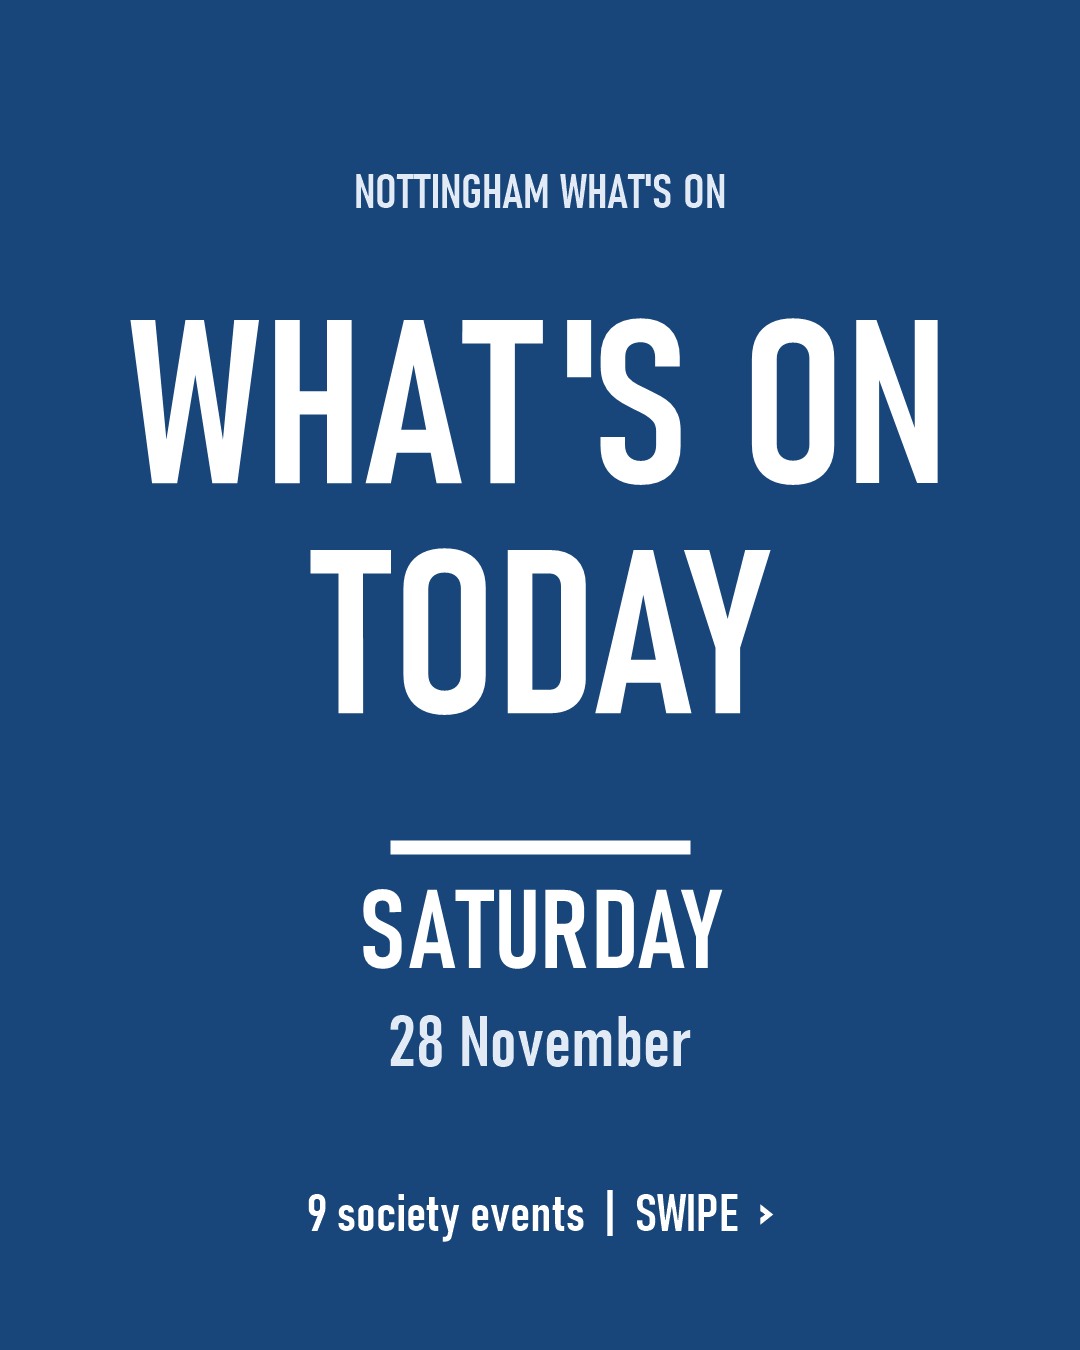 NOTTINGHAM WHAT'S ON
WHAT'S ON
TODAY
SATURDAY
28 November
9 society events | SWIPE >